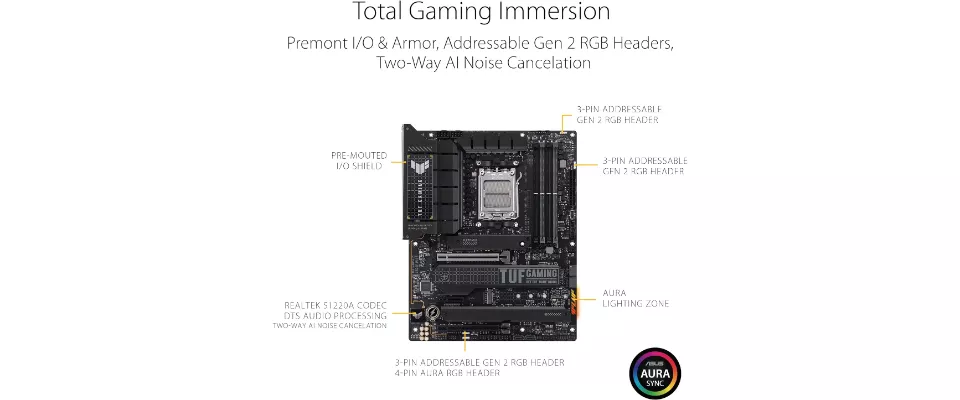 Total Gaming Immersion
Premont I/O & Armor, Addressable Gen 2 RGB Headers,
Two-Way AI Noise Cancelation
3-PIN ADDRESSABLE
GEN 2 RGB HEADER
PRE-MOUTED
I/O SHIELD
3-PIN ADDRESSABLE
GEN 2 RGB HEADER
TUF GAMING
AURA
LIGHTING ZONE
REALTEK S1220A CODEC
DTS AUDIO PROCESSING
TWO-WAY AI NOISE CANCELATION
3-PIN ADDRESSABLE GEN 2 RGB HEADER
4-PIN AURA RGB HEADER
ASUS
AURA
SYNC